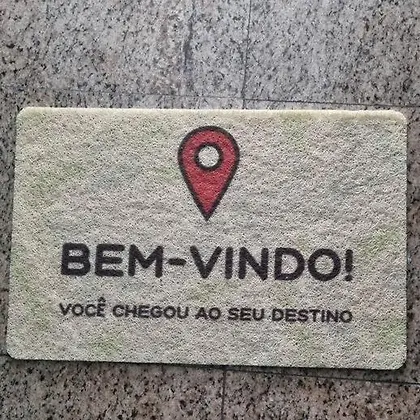 BEM-VINDO!
VOCÊ CHEGOU AO SEU DESTINO